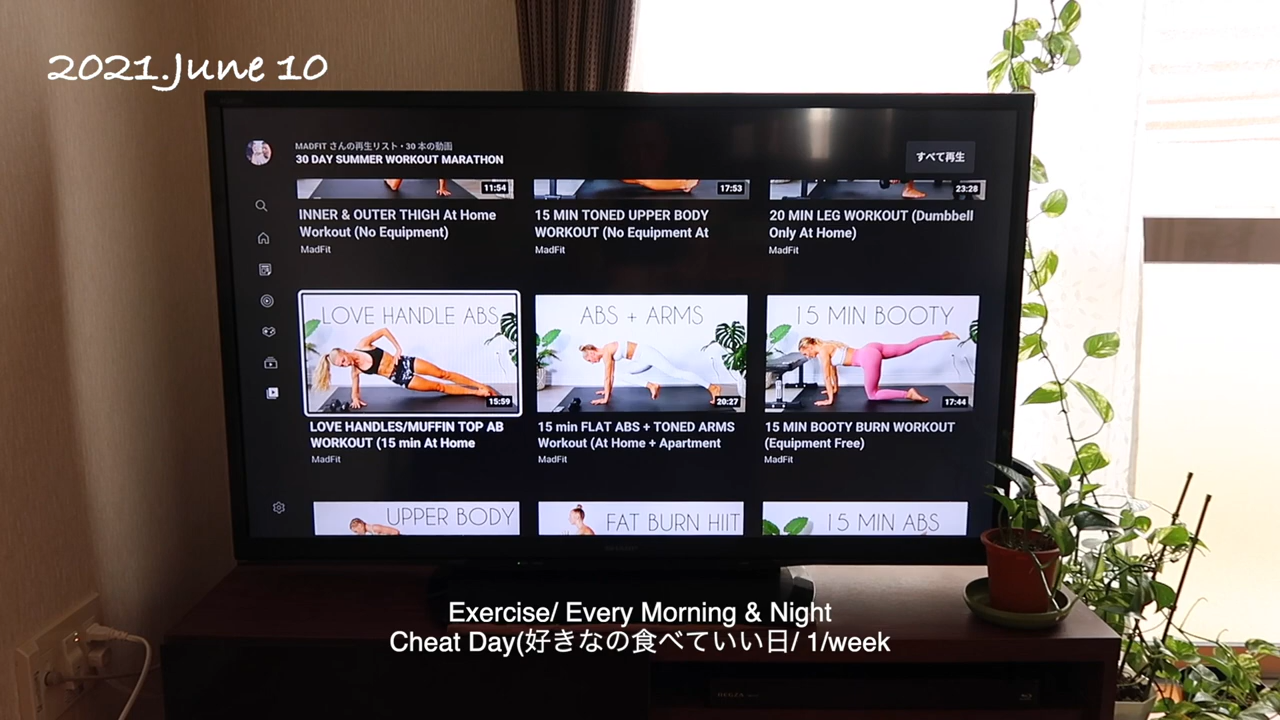 2021.June 10
MADFIT さんの再生リスト・30 本の動画
30 DAY SUMMER WORKOUT MARATHON
すべて再生
11:54
17:53
23:28
INNER & OUTER THIGH At Home
Workout (No Equipment)
MadFit
15 MIN TONED UPPER BODY
WORKOUT (No Equipment At
MadFit
20 MIN LEG WORKOUT (Dumbbell
Only At Home)
MadFit
LOVE HANDLE ABS
15:59
LOVE HANDLES/MUFFIN TOP AB
WORKOUT (15 min At Home
MadFit
ABS + ARMS
20:27
15 min FLAT ABS + TONED ARMS
Workout (At Home + Apartment
MadFit
15 MIN BOOTY
17:44
15 MIN BOOTY BURN WORKOUT
(Equipment Free)
MadFit
UPPER BODY
FAT BURN HIIT
15 MIN ABS
Exercise/ Every Morning & Night
Cheat Day(好きなの食べていい日/ 1/week